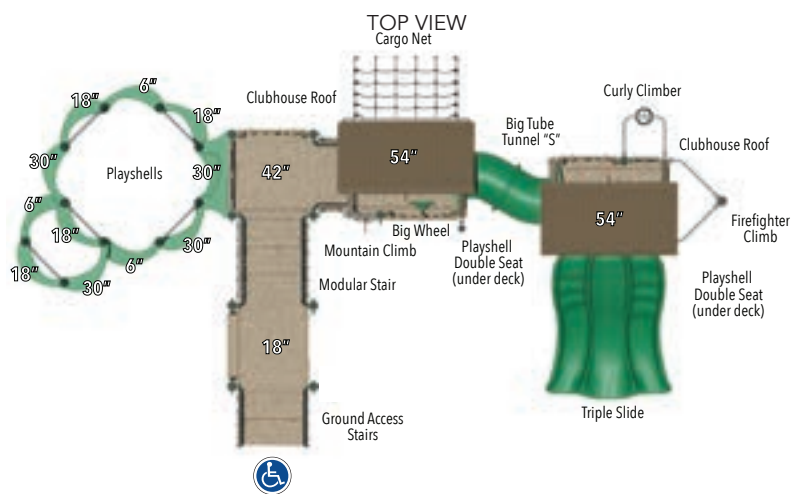 TOP VIEW
Cargo Net
Clubhouse Roof
Curly Climber
Big Tube
Tunnel “S”
Clubhouse Roof
6"
18"
18"
30"
Playshells
30"
42"
54"
54"
6"
18"
30"
6"
18"
30"
Big Wheel
Mountain Climb
Playshell
Double Seat
(under deck)
Firefighter
Climb
Modular Stair
Playshell
Double Seat
(under deck)
18"
Triple Slide
Ground Access
Stairs